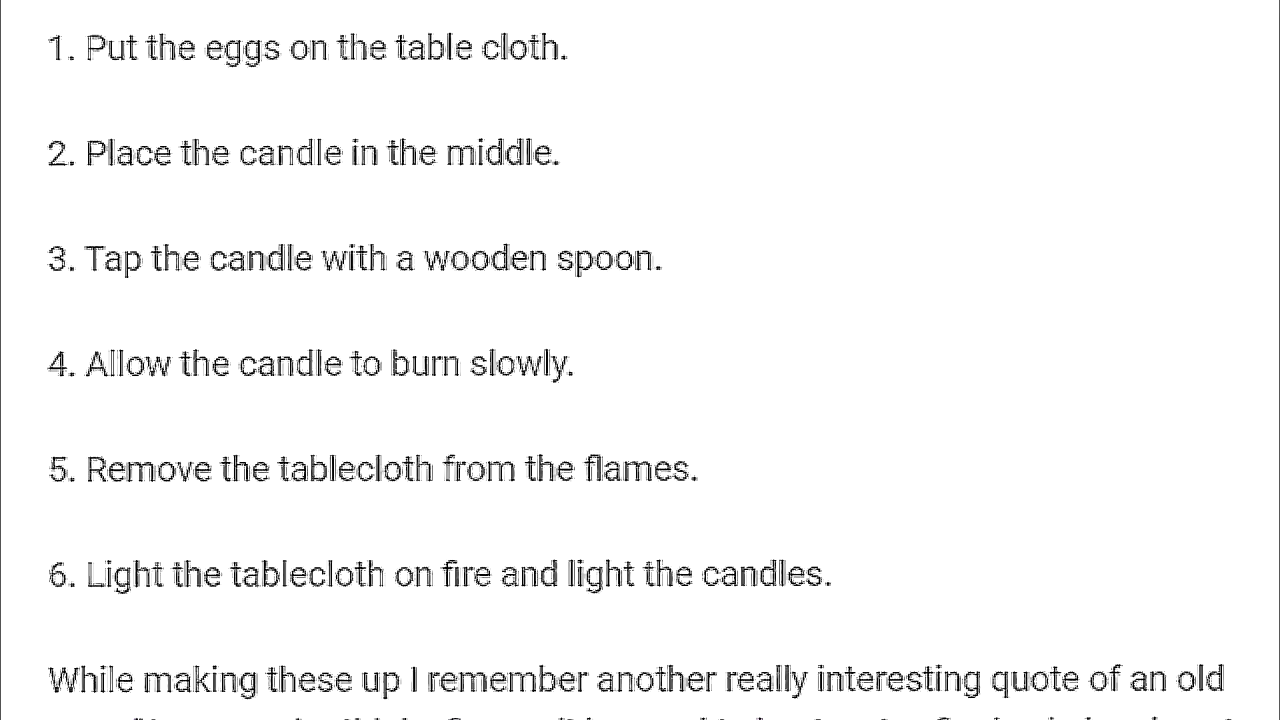 1. Put the eggs on the table cloth.
2. Place the candle in the middle.
3. Tap the candle with a wooden spoon.
4. Allow the candle to burn slowly.
5. Remove the tablecloth from the flames.
6. Light the tablecloth on fire and light the candles.
While making these up I remember another really interesting quote of an old